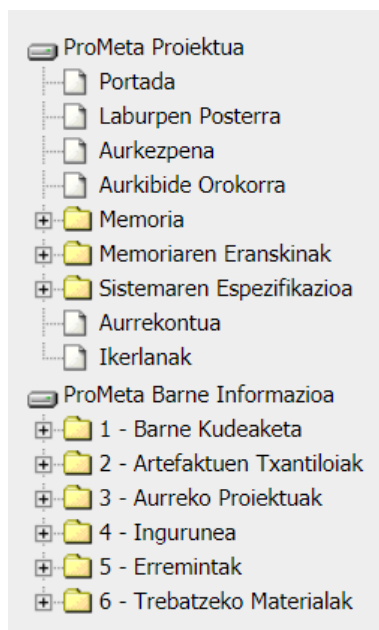 ProMeta Proiektua
Portada
Laburpen Posterra
Aurkezpena
Aurkibide Orokorra
Memoria
Memoriaren Eranskinak
Sistemaren Espezifikazioa
Aurrekontua
Ikerlanak
ProMeta Barne Informazioa
1 - Barne Kudeaketa
2 - Artefaktuen Txantiloiak
3 - Aurreko Proiektuak
4 - Ingurunea
5 - Erremintak
6 - Trebatzeko Materialak